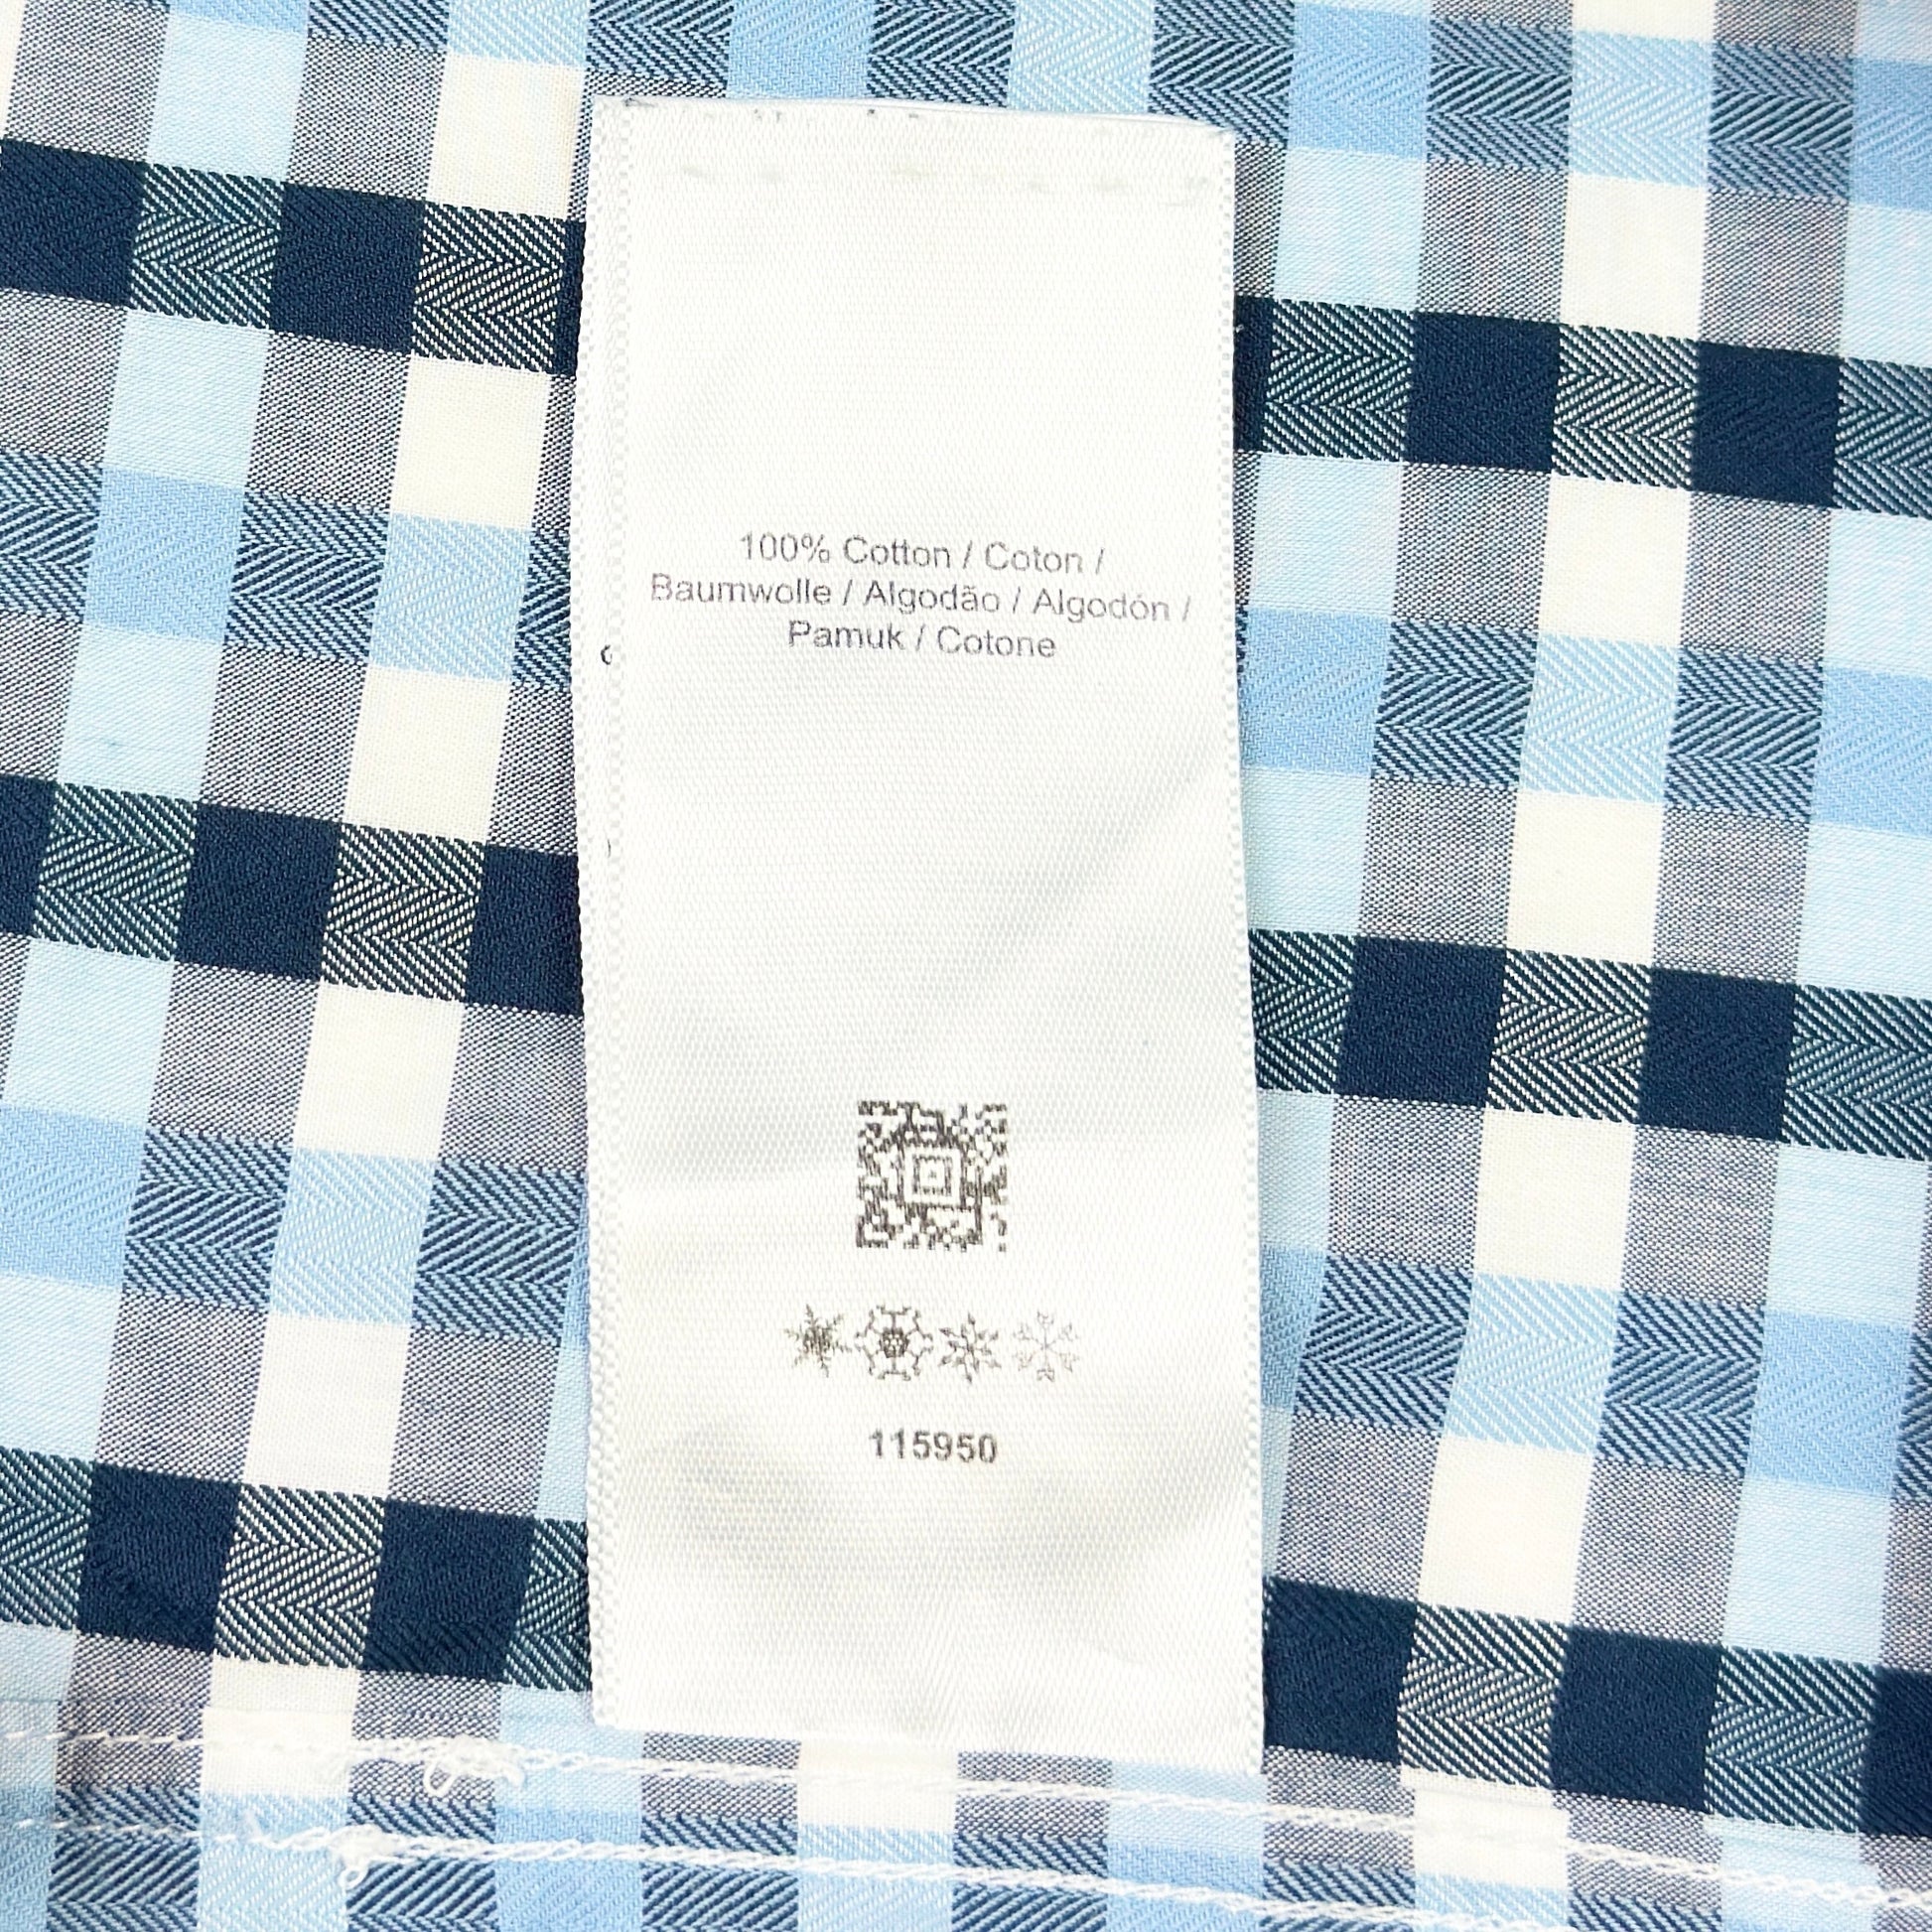 100% Cotton / Coton /
Baumwolle / Algodão / Algodón /
Pamuk / Cotone
115950